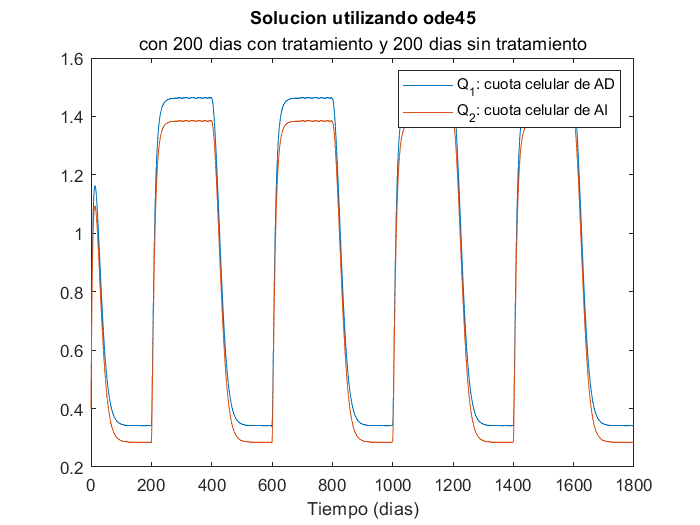 Solucion utilizando ode45
con 200 dias con tratamiento y 200 dias sin tratamiento
1.6
1.4
1.2
1
0.8
0.6
0.4
0.2
Q1: cuota celular de AD
Q2: cuota celular de AI
0 200 400 600 800 1000 1200 1400 1600 1800
Tiempo (dias)